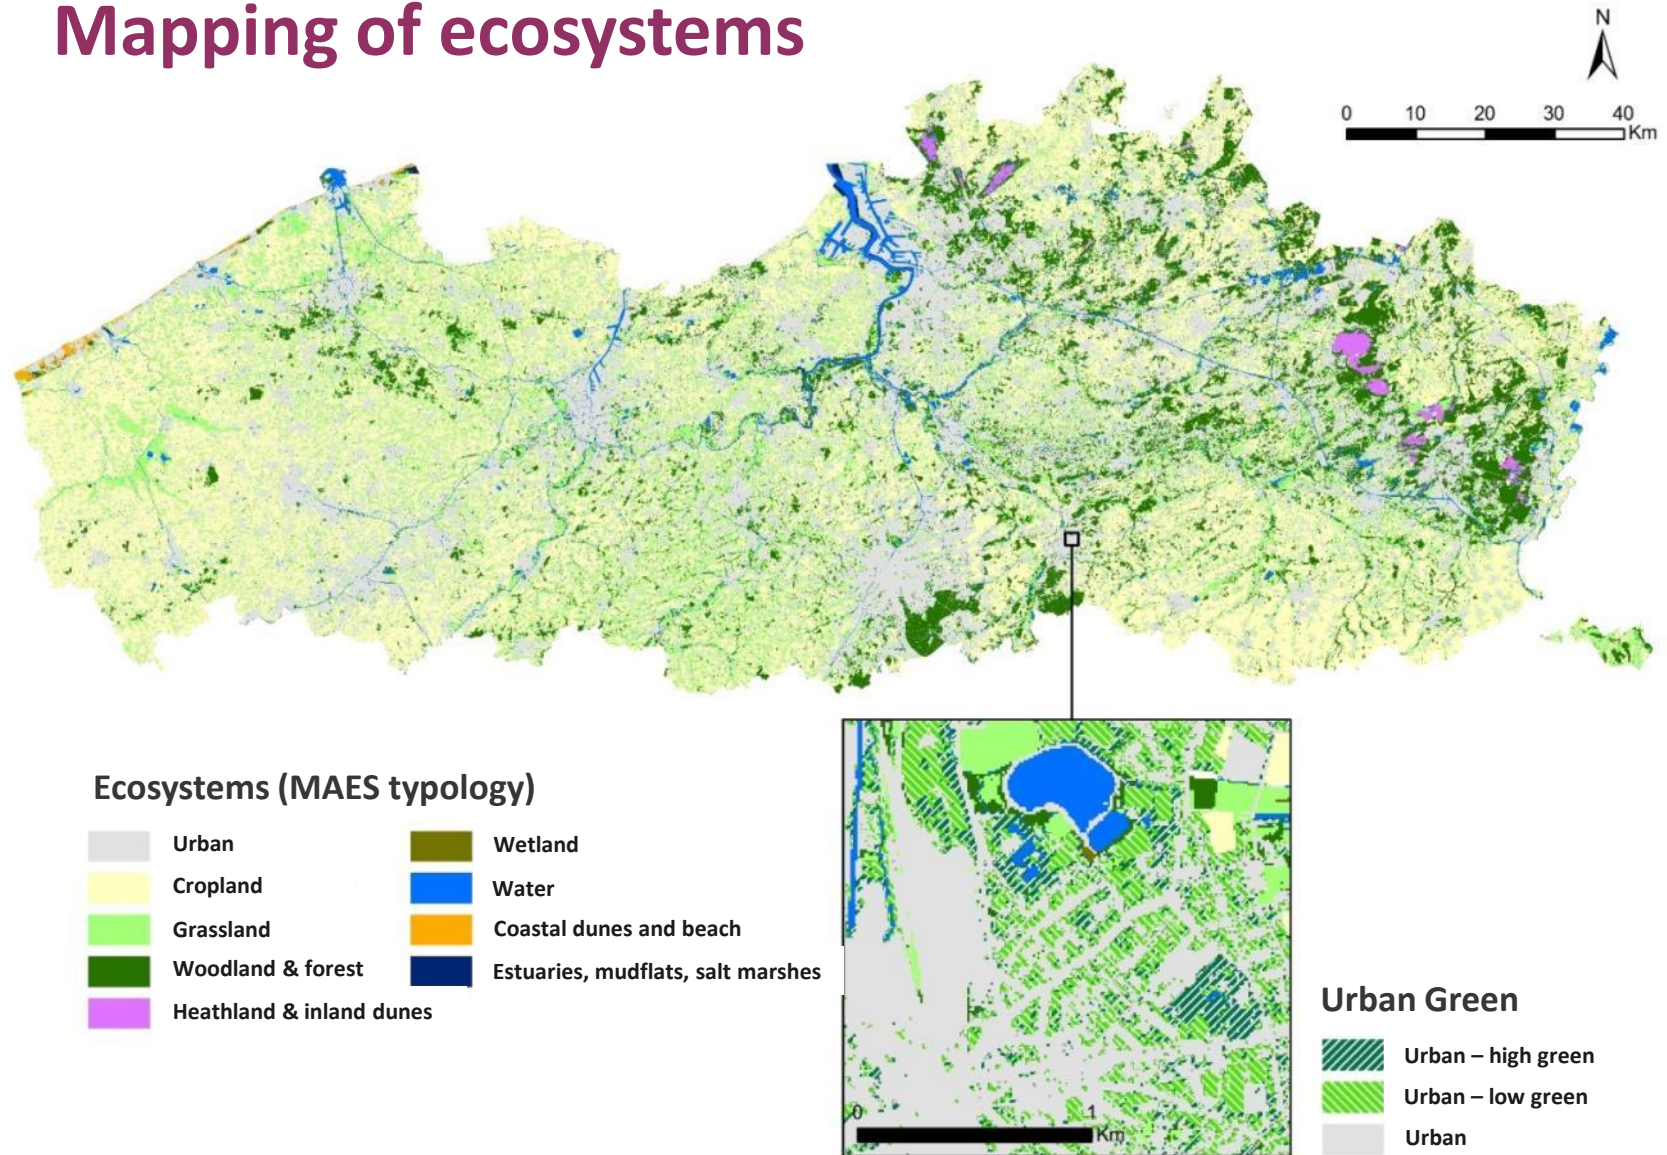 Mapping of ecosystems
N
0 10 20 30 40
Km
Ecosystems (MAES typology)
Urban
Cropland
Grassland
Woodland & forest
Heathland & inland dunes
Wetland
Water
Coastal dunes and beach
Estuaries, mudflats, salt marshes
0 1
Km
Urban Green
Urban – high green
Urban – low green
Urban